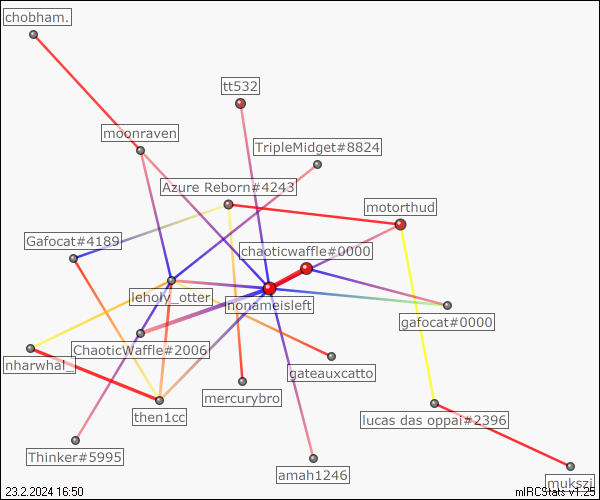 chobham.
tt532
moonraven
TripleMidget#8824
Azure Reborn#4243
motorthud
Gafocat#4189
chaoticwaffle#0000
leholy_otter
nonameisleft
gafocat#0000
ChaoticWaffle#2006
nharwhal_
gateauxcatto
mercurybro
then1cc
lucas das oppai#2396
Thinker#5995
amah1246
mukszi
23.2.2024 16:50
mIRCStats v1.25